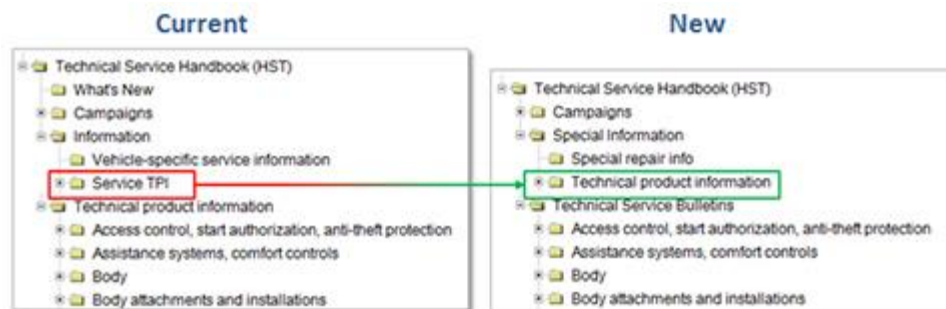 Current
Technical Service Handbook (HST)
What's New
Campaigns
Information
Vehicle-specific service information
Service TPI
Technical product information
Access control, start authorization, anti-theft protection
Assistance systems, comfort controls
Body
Body attachments and installations
New
Technical Service Handbook (HST)
Campaigns
Special Information
Special repair info
Technical product information
Technical Service Bulletins
Access control, start authorization, anti-theft protection
Assistance systems, comfort controls
Body
Body attachments and installations